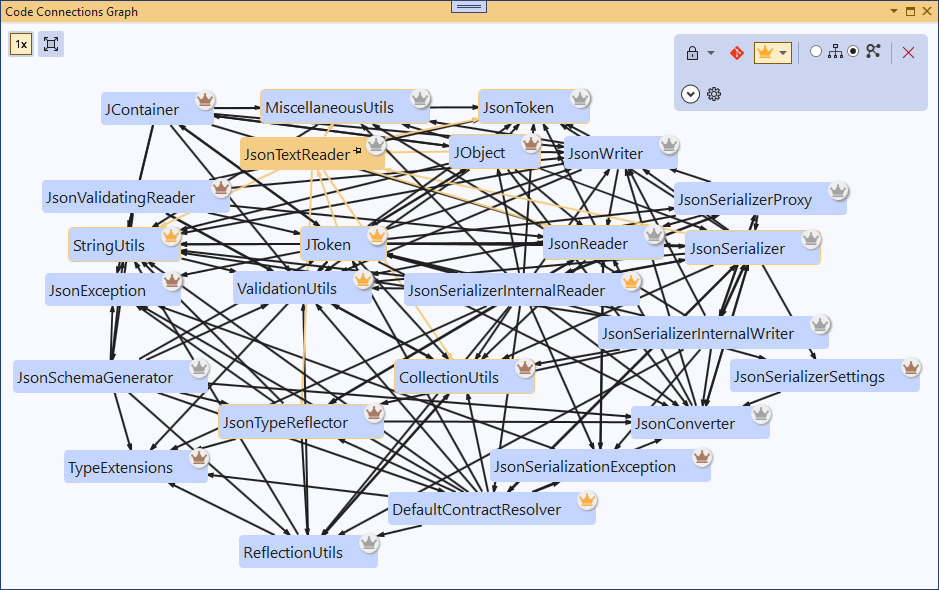 Code Connections Graph
1x
JContainer
MiscellaneousUtils
JsonToken
JsonTextReader
JObject
JsonWriter
JsonValidatingReader
JsonSerializerProxy
StringUtils
JToken
JsonReader
JsonSerializer
JsonException
ValidationUtils
JsonSerializerInternalReader
JsonSerializerInternalWriter
JsonSchemaGenerator
CollectionUtils
JsonSerializerSettings
JsonTypeReflector
JsonConverter
TypeExtensions
JsonSerializationException
DefaultContractResolver
ReflectionUtils